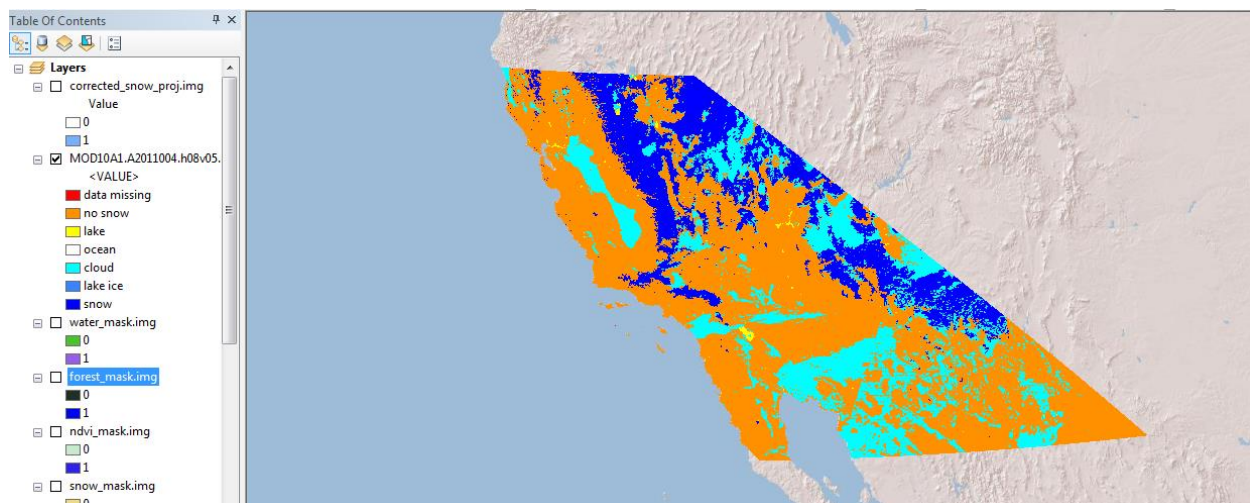 Table Of Contents
Layers
corrected_snow_proj.img
Value
0
1
MOD10A1.A2011004.h08v05.
<VALUE>
data missing
no snow
lake
ocean
cloud
lake ice
snow
water_mask.img
0
1
forest_mask.img
0
1
ndvi_mask.img
0
1
snow_mask.img
0